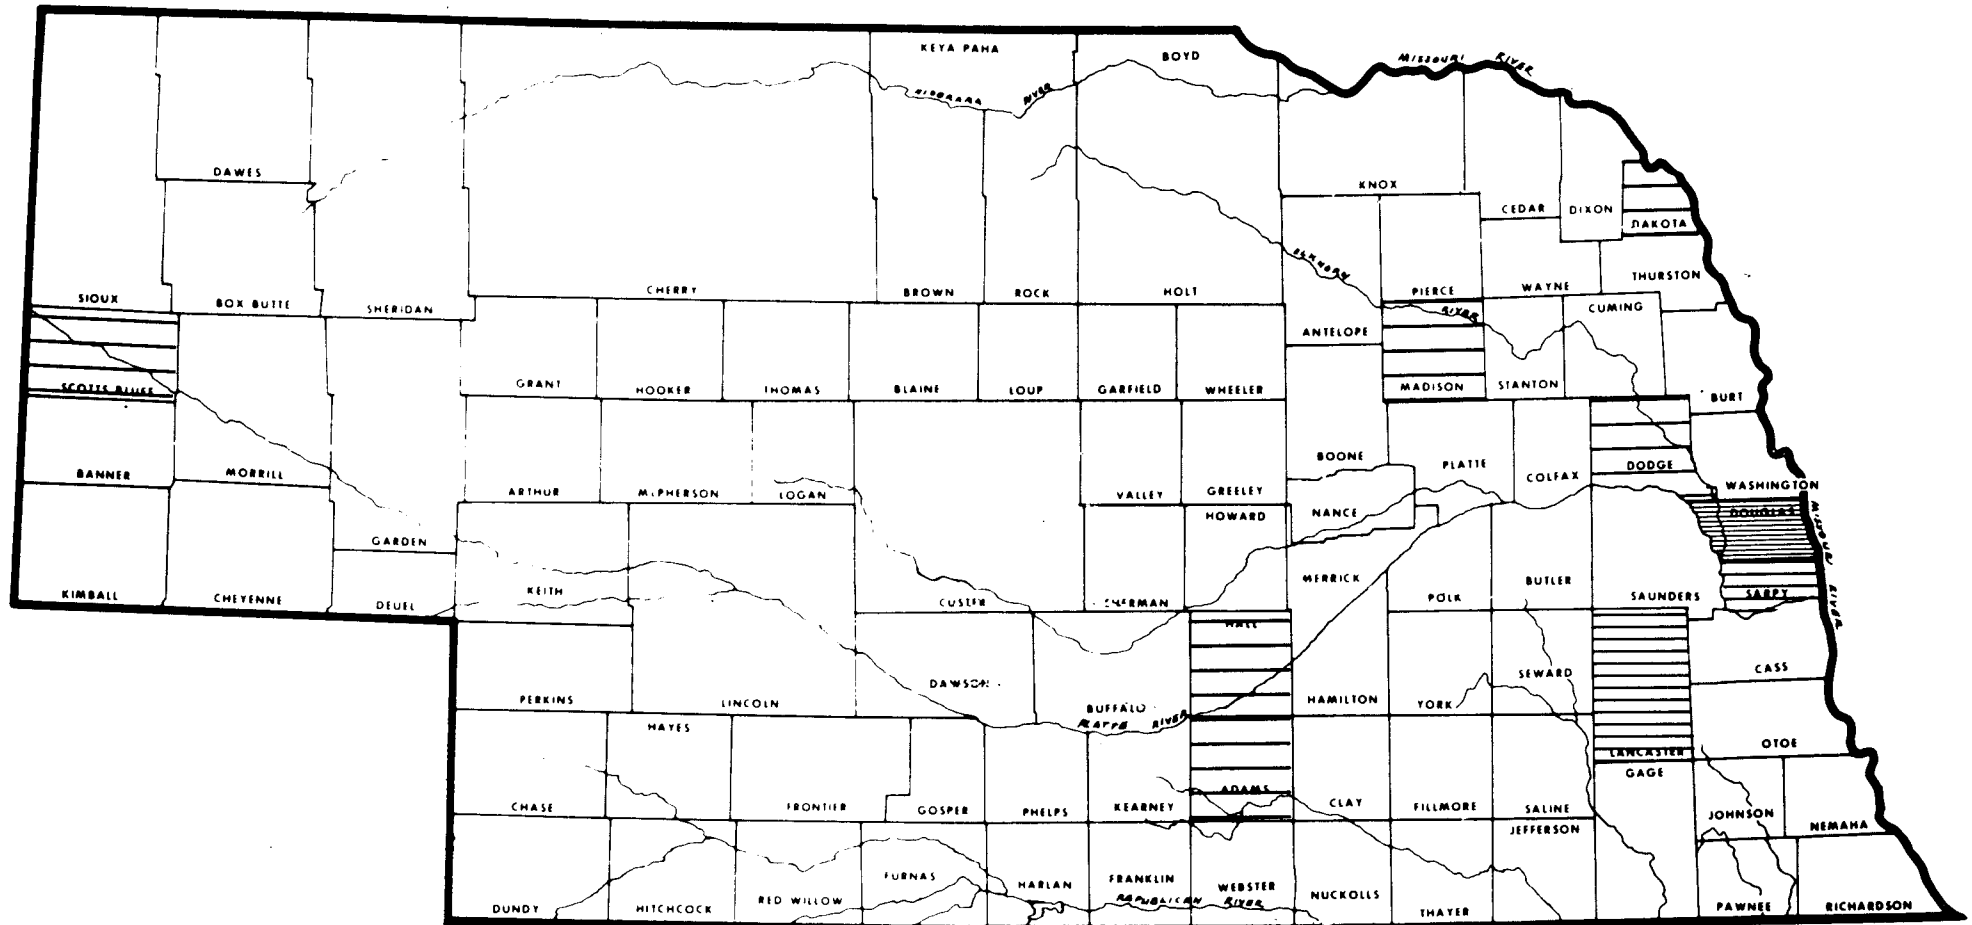 KEYA PAHA
BOYD
MISSOURI RIVER
NIOBRARA RIVER
DAWES
KNOX
CEDAR
DIXON
DAKOTA
ELKHORN RIVER
THURSTON
SIOUX
BOX BUTTE
SHERIDAN
CHERRY
BROWN
ROCK
HOLT
PIERCE
WAYNE
CUMING
ANTELOPE
SCOTTS BLUFF
GRANT
HOOKER
THOMAS
BLAINE
LOUP
GARFIELD
WHEELER
MADISON
STANTON
BURT
BANNER
MORRILL
BOONE
PLATTE
COLFAX
DODGE
WASHINGTON
ARTHUR
McPHERSON
LOGAN
VALLEY
GREELEY
HOWARD
NANCE
DOUGLAS
MISSOURI RIVER
GARDEN
KIMBALL
CHEYENNE
DEUEL
KEITH
CUSTER
SHERMAN
MERRICK
POLK
BUTLER
SAUNDERS
SARPY
HALL
PERKINS
LINCOLN
DAWSON
BUFFALO
PLATTE RIVER
HAMILTON
YORK
SEWARD
CASS
HAYES
LANCASTER
OTOE
GAGE
CHASE
FRONTIER
GOSPER
PHELPS
KEARNEY
ADAMS
CLAY
FILLMORE
SALINE
JEFFERSON
JOHNSON
NEMAHA
DUNDY
HITCHCOCK
RED WILLOW
FURNAS
HARLAN
FRANKLIN
REPUBLICAN RIVER
WEBSTER
NUCKOLLS
THAYER
PAWNEE
RICHARDSON